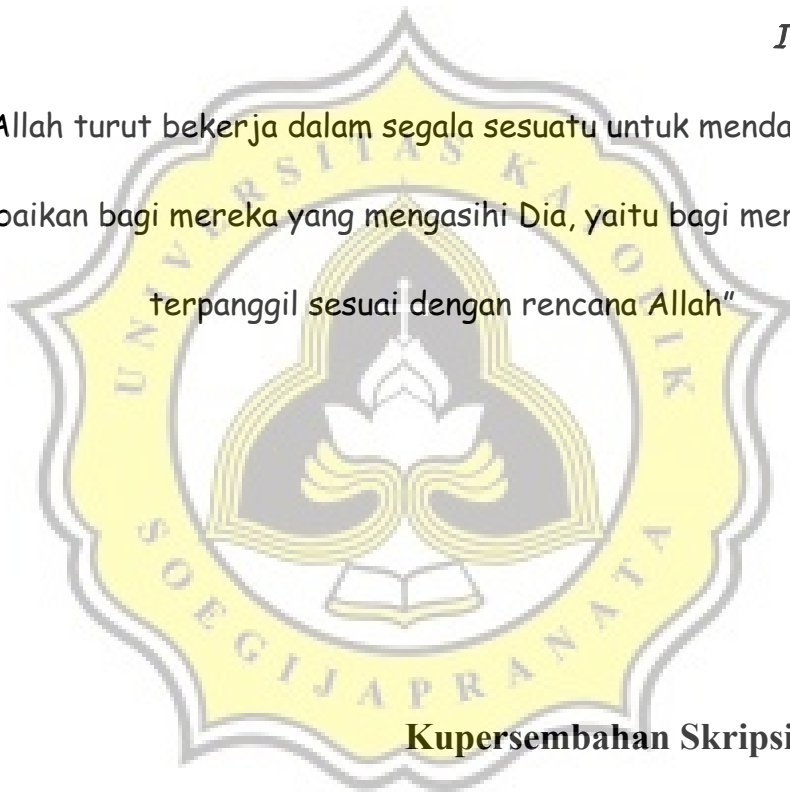 I
Allah turut bekerja dalam segala sesuatu untuk menda
baikan bagi mereka yang mengasihi Dia, yaitu bagi mer
terpanggil sesuai dengan rencana Allah”
UNIVERSITAS KATOLIK
SOEGIJAPRANATA
Kupersembahan Skripsi